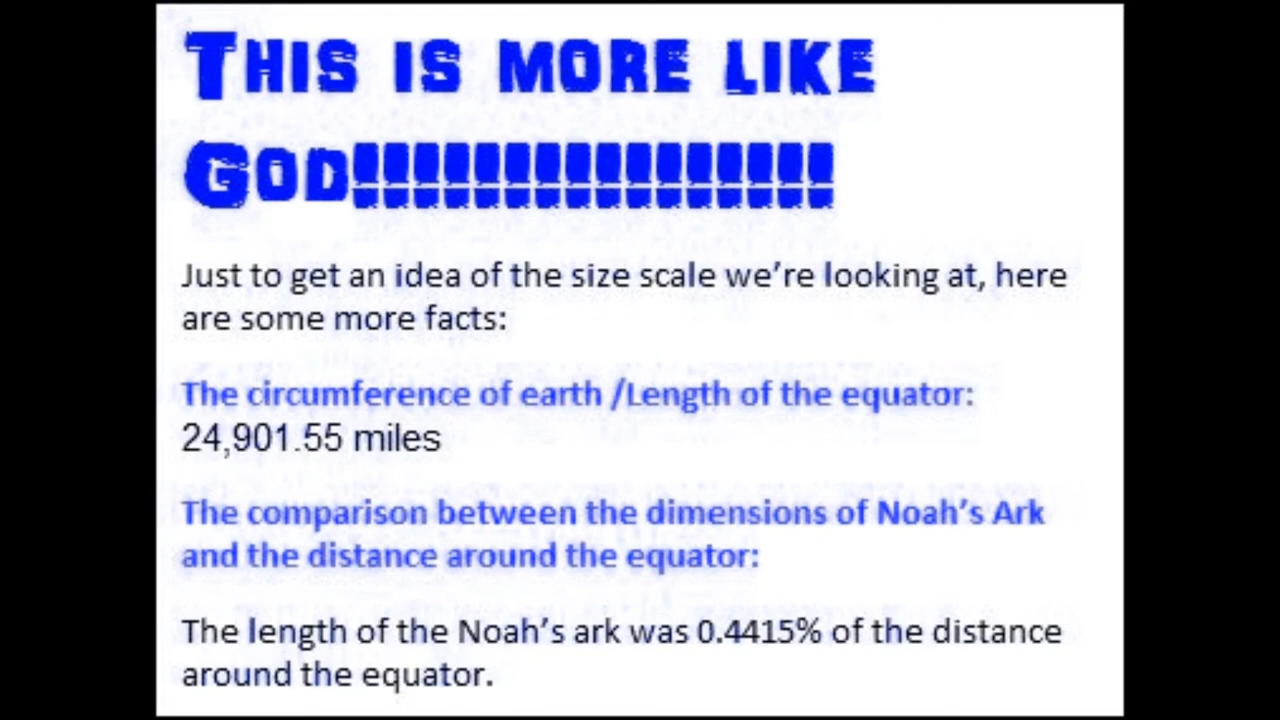 THIS IS MORE LIKE
GOD!!!!!!!!!!!!!!!!
Just to get an idea of the size scale we’re looking at, here
are some more facts:
The circumference of earth /Length of the equator:
24,901.55 miles
The comparison between the dimensions of Noah’s Ark
and the distance around the equator:
The length of the Noah’s ark was 0.4415% of the distance
around the equator.